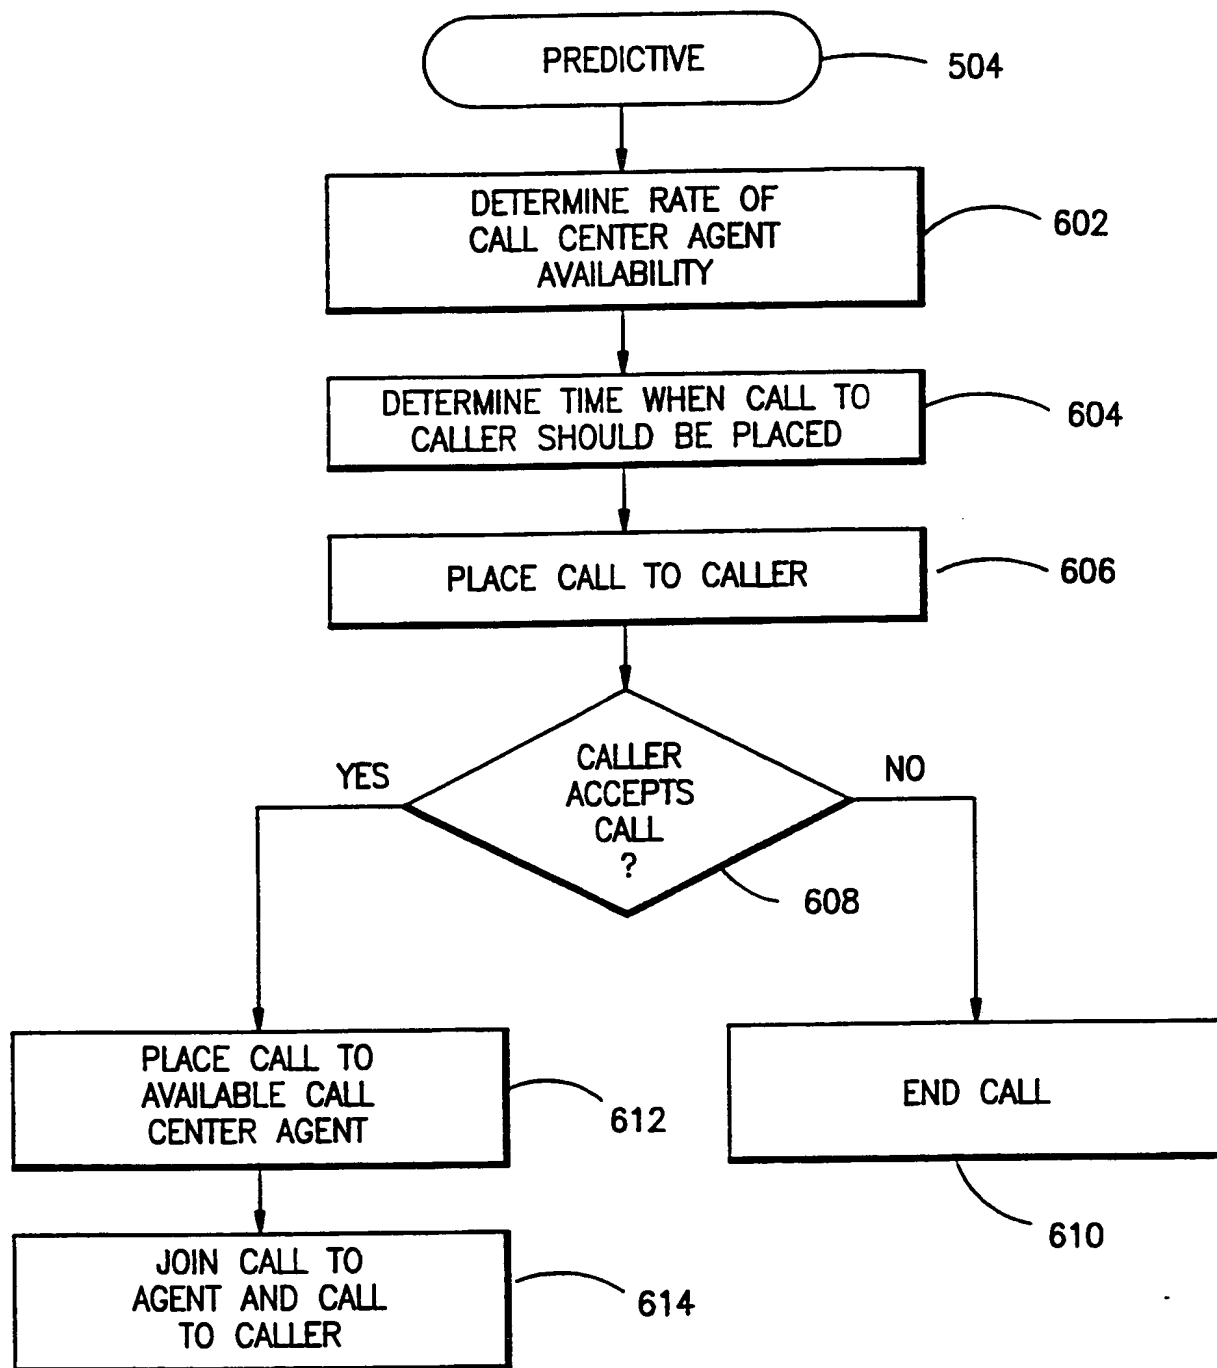 PREDICTIVE
504
DETERMINE RATE OF
CALL CENTER AGENT
AVAILABILITY
602
DETERMINE TIME WHEN CALL TO
CALLER SHOULD BE PLACED
604
PLACE CALL TO CALLER
606
CALLER
ACCEPTS
CALL
?
YES
NO
608
PLACE CALL TO
AVAILABLE CALL
CENTER AGENT
612
END CALL
610
JOIN CALL TO
AGENT AND CALL
TO CALLER
614